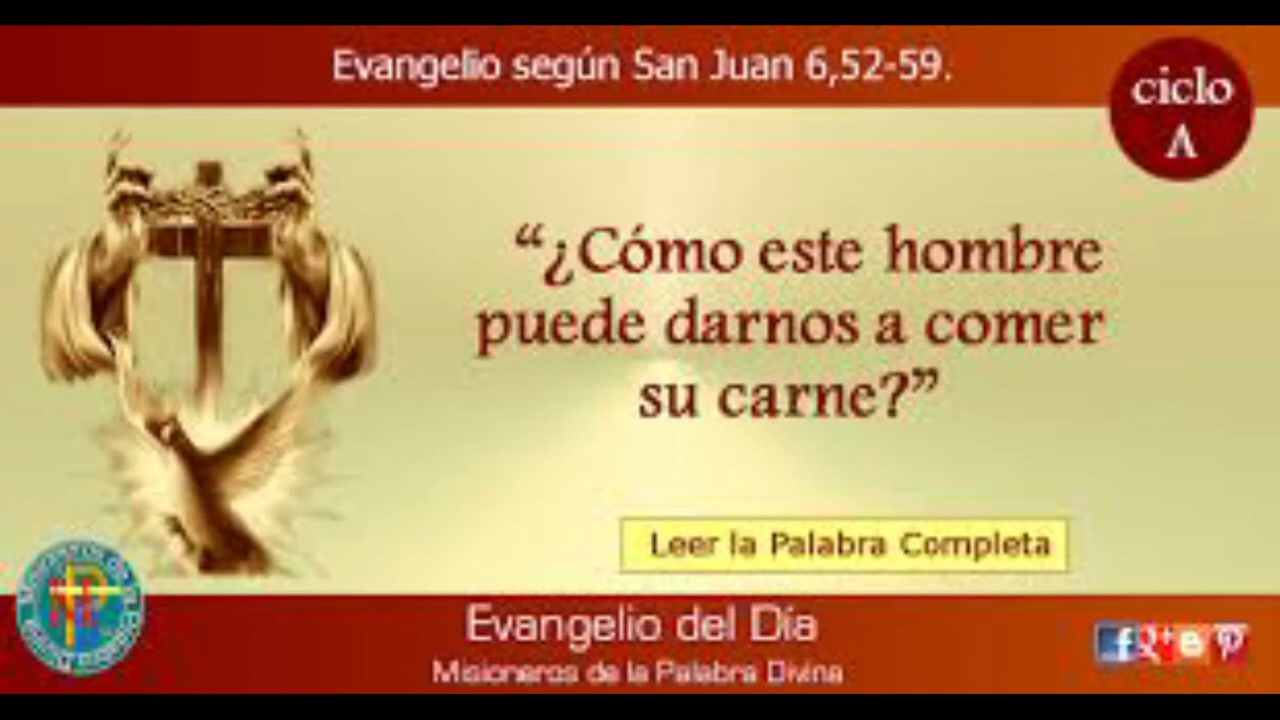 Evangelio según San Juan 6,52-59.
ciclo
A
“¿Cómo este hombre
puede darnos a comer
su carne?”
Leer la Palabra Completa
Evangelio del Día
Misioneros de la Palabra Divina